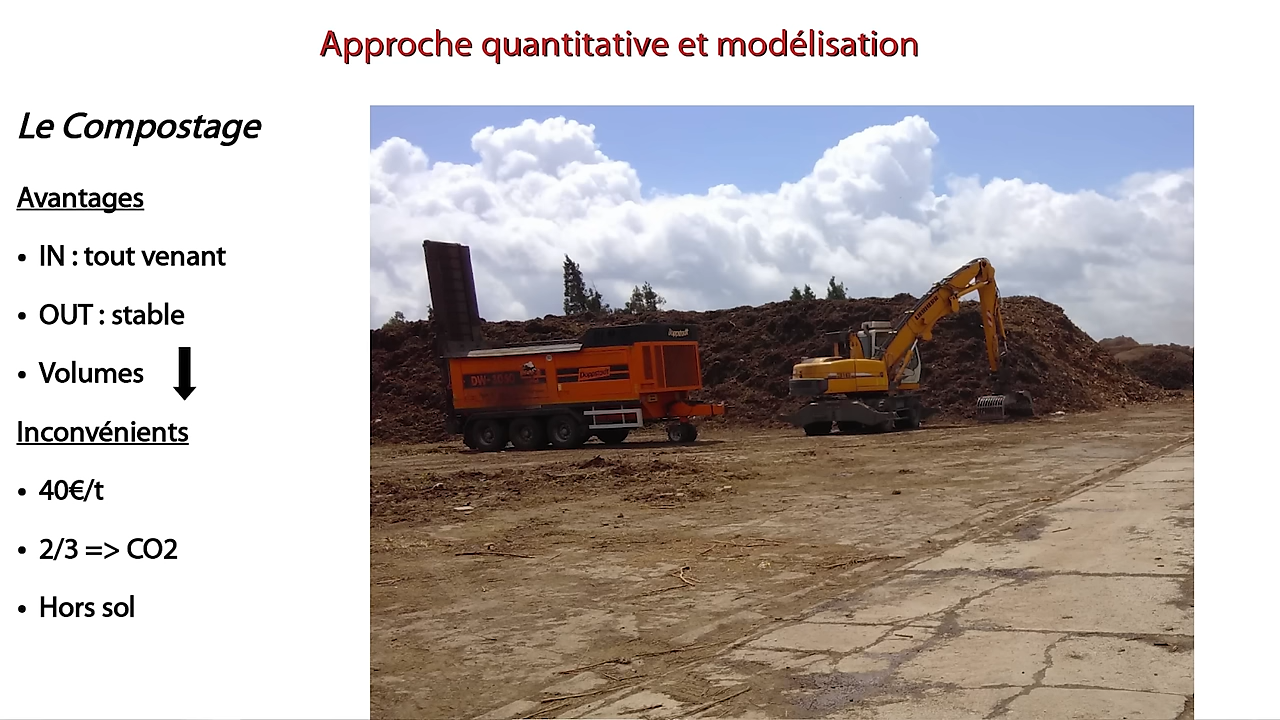 Approche quantitative et modélisation
Le Compostage
Avantages
• IN : tout venant
• OUT : stable
• Volumes
Inconvénients
• 40€/t
• 2/3 => CO2
• Hors sol
Doppstadt